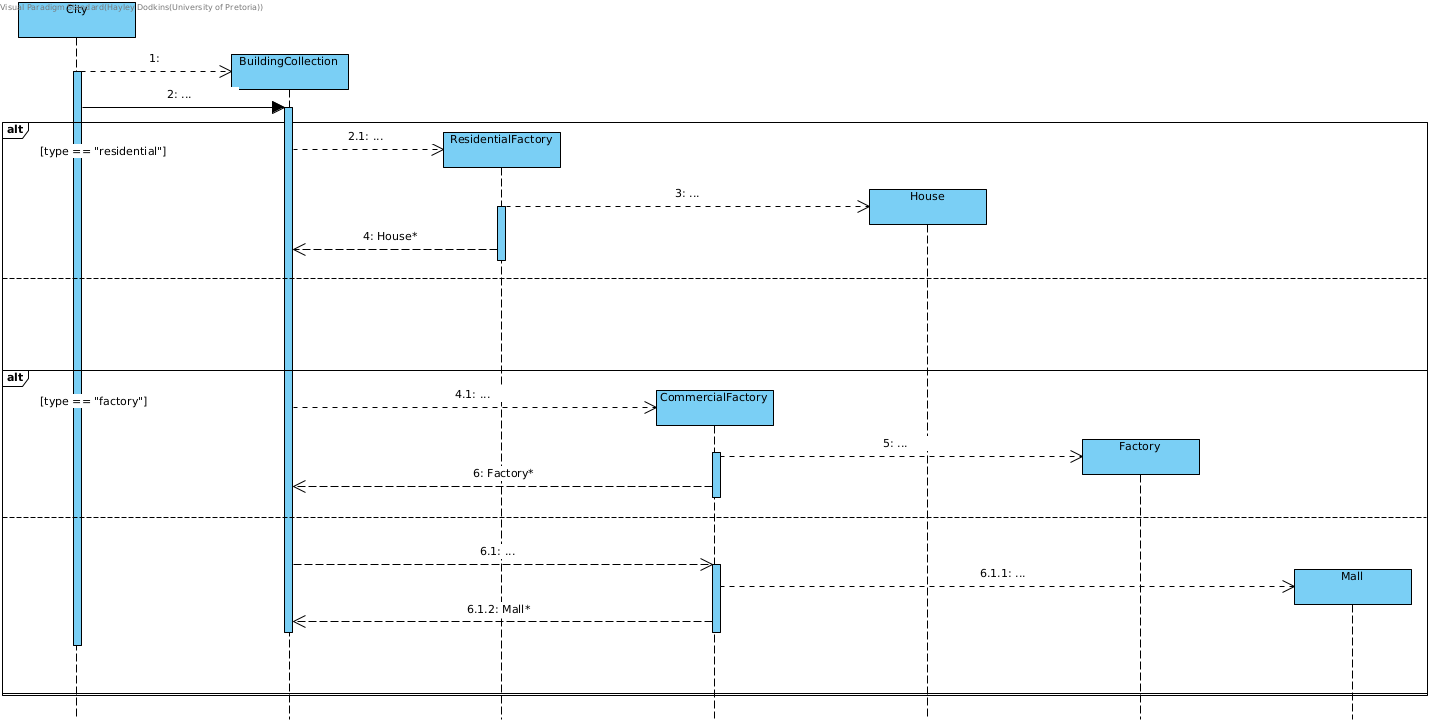 Visual Paradigm Standard(Hayley Dodkins(University of Pretoria))
City
1:
BuildingCollection
2: ...
alt
[type == "residential"]
2.1: ...
ResidentialFactory
3: ...
House
4: House*
alt
[type == "factory"]
4.1: ...
CommercialFactory
5: ...
Factory
6: Factory*
6.1: ...
6.1.1: ...
Mall
6.1.2: Mall*